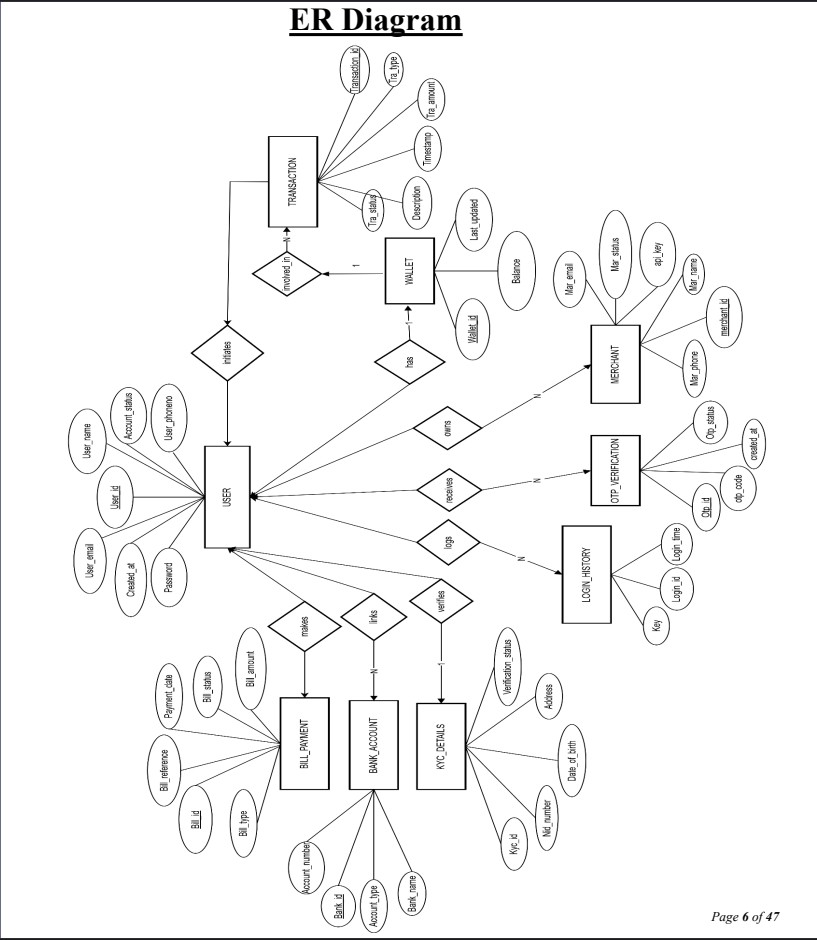 ER Diagram
Transaction_id
Tra_type
Tra_amount
Timestamp
Description
Tra_status
TRANSACTION
N
involved_in
1
WALLET
Last_updated
Balance
Wallet_id
1
has
initiates
User_name
Account_status
User_phoneno
User_id
User_email
Created_at
Password
USER
owns
N
MERCHANT
Mar_email
Mar_status
api_key
Mar_name
merchant_id
Mar_phone
receives
N
OTP_VERIFICATION
Otp_status
created_at
otp_code
Otp_id
logs
N
LOGIN_HISTORY
Login_time
Login_id
Key
makes
BILL_PAYMENT
Payment_date
Bill_status
Bill_amount
Bill_reference
Bill_id
Bill_type
links
N
BANK_ACCOUNT
Account_number
Bank_id
Account_type
Bank_name
verifies
1
KYC_DETAILS
Verification_status
Address
Date_of_birth
Nid_number
Kyc_id
Page 6 of 47